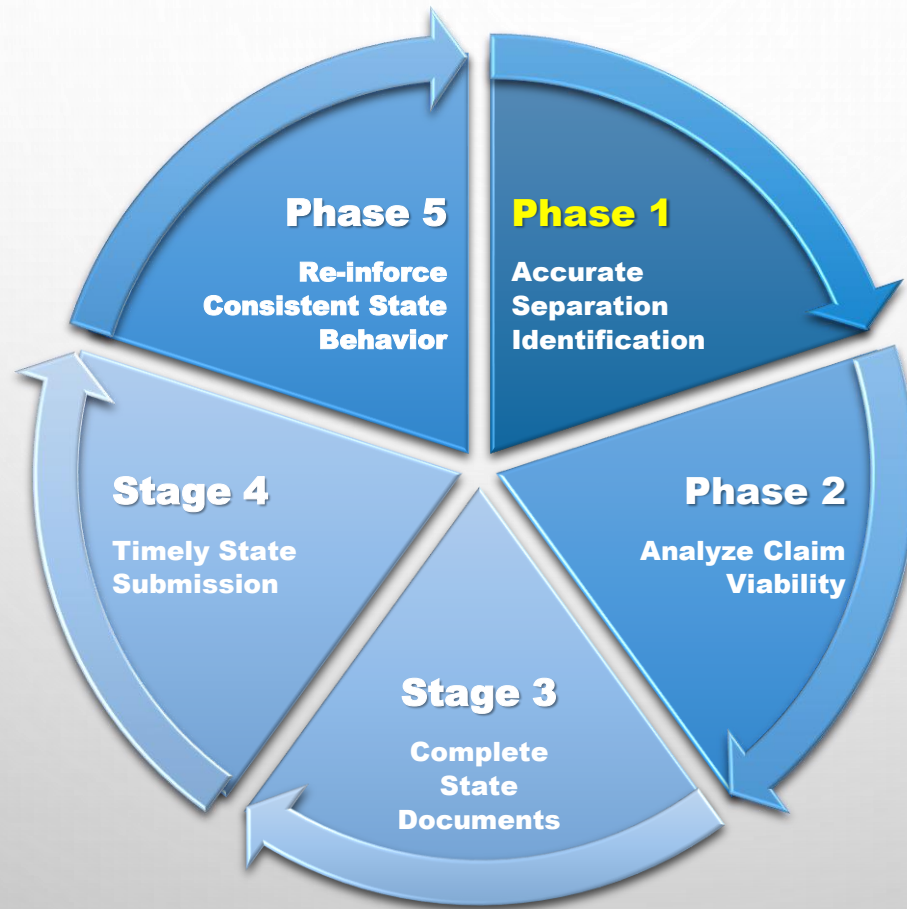 Phase 1
Accurate
Separation
Identification
Phase 2
Analyze Claim
Viability
Stage 3
Complete
State
Documents
Stage 4
Timely State
Submission
Phase 5
Re-inforce
Consistent State
Behavior